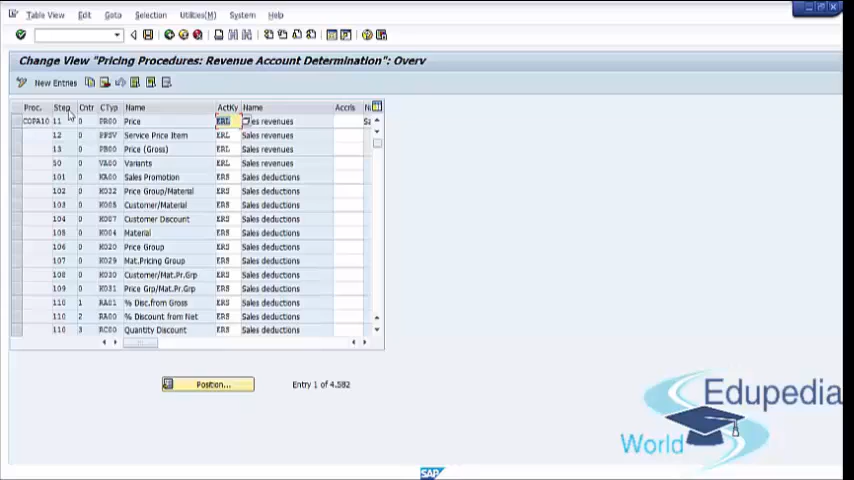 Table View Edit Goto Selection Utilities(M) System Help
Change View "Pricing Procedures: Revenue Account Determination": Overv
New Entries
Proc. Step Cntr CTyp Name ActKy Name Accrls
COPA10 11 0 PR00 Price ERL es revenues
12 0 PPSV Service Price Item ERL Sales revenues
13 0 PB00 Price (Gross) ERL Sales revenues
50 0 VA00 Variants ERL Sales revenues
101 0 KA00 Sales Promotion ERS Sales deductions
102 0 K032 Price Group/Material ERS Sales deductions
103 0 K005 Customer/Material ERS Sales deductions
104 0 K007 Customer Discount ERS Sales deductions
105 0 K004 Material ERS Sales deductions
106 0 K020 Price Group ERS Sales deductions
107 0 K029 Mat.Pricing Group ERS Sales deductions
108 0 K030 Customer/Mat.Pr.Grp ERS Sales deductions
109 0 K031 Price Grp/Mat.Pr.Grp ERS Sales deductions
110 1 RA01 % Disc.from Gross ERS Sales deductions
110 2 RA00 % Discount from Net ERS Sales deductions
110 3 RC00 Quantity Discount ERS Sales deductions
Position... Entry 1 of 4.582
Edupedia
World
SAP